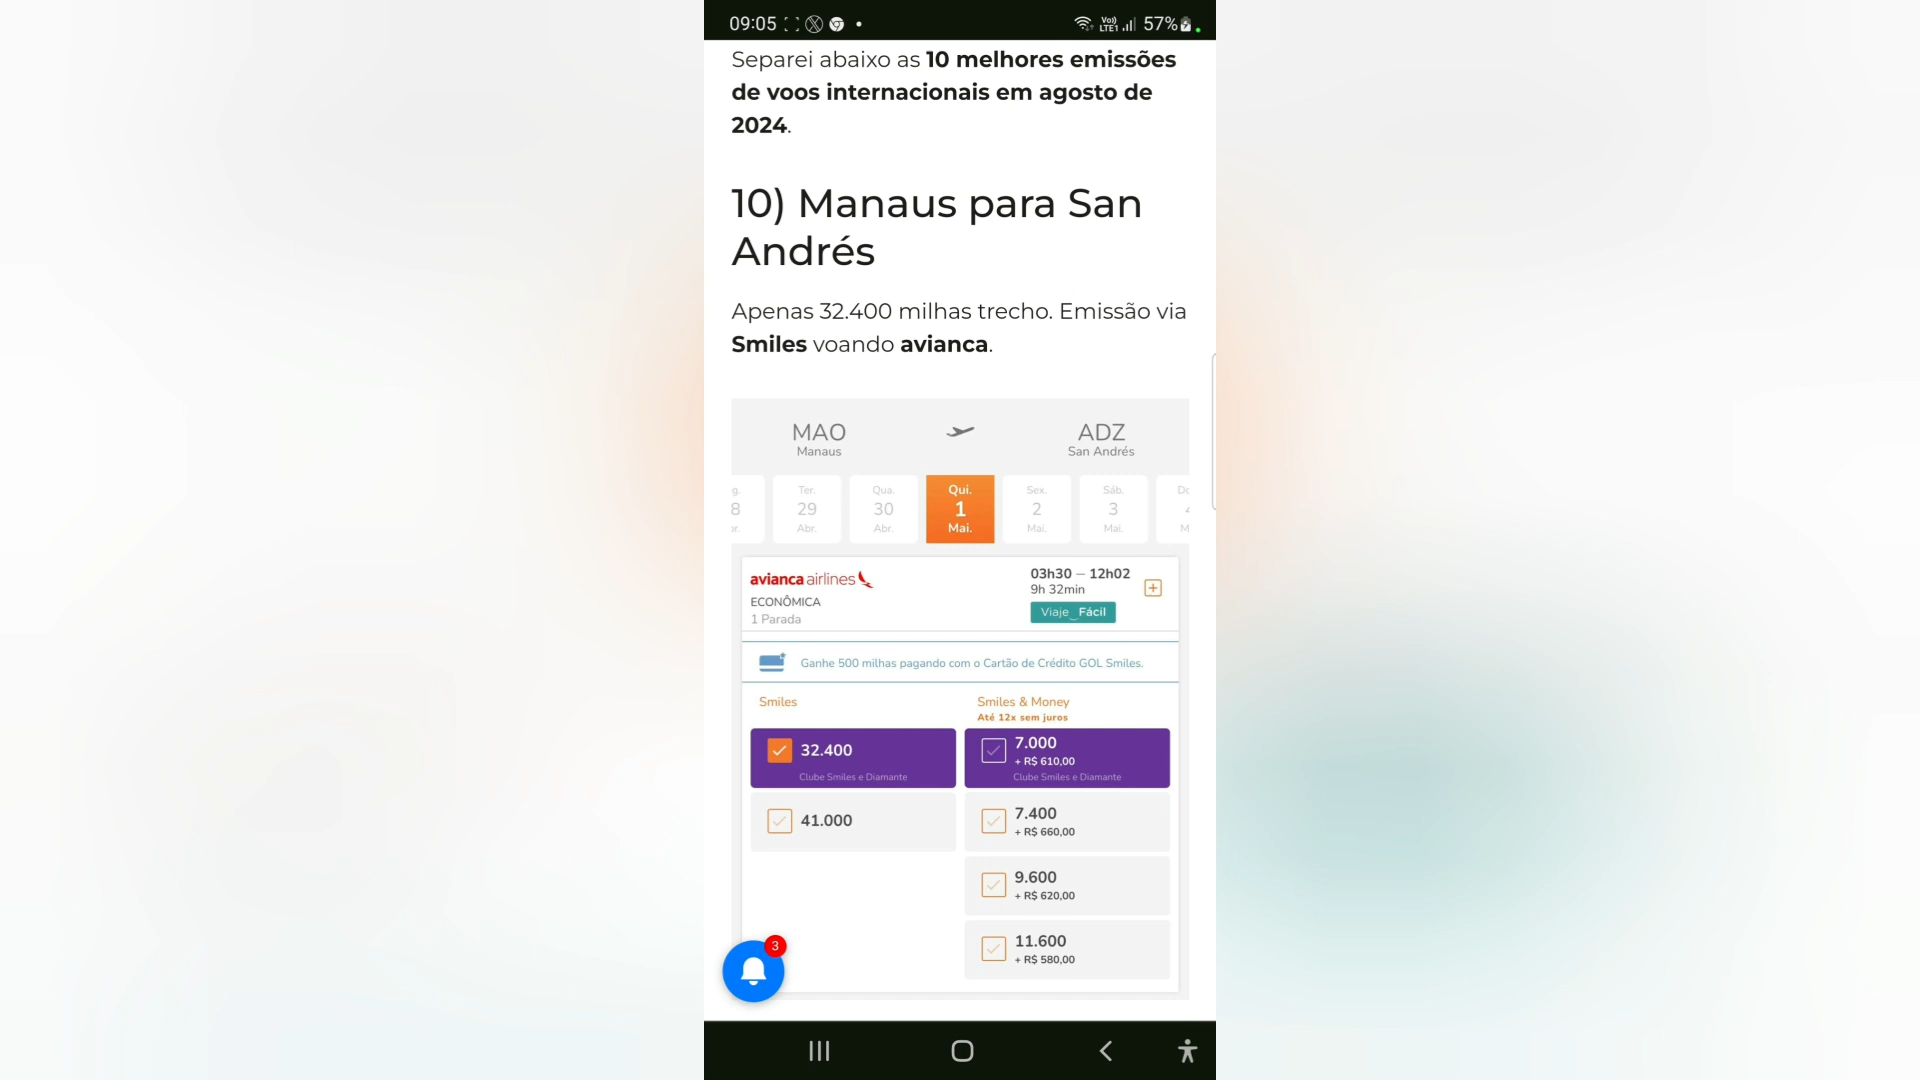 09:05
Vo))
LTE1
57%
Separei abaixo as 10 melhores emissões
de voos internacionais em agosto de
2024.
10) Manaus para San
Andrés
Apenas 32.400 milhas trecho. Emissão via
Smiles voando avianca.
MAO
Manaus
ADZ
San Andrés
g.
8
or.
Ter.
29
Abr.
Qua.
30
Abr.
Qui.
1
Mai.
Sex.
2
Mai.
Sáb.
3
Mai.
Do
M
avianca airlines
ECONÔMICA
1 Parada
03h30 – 12h02
9h 32min
Viaje Fácil
Ganhe 500 milhas pagando com o Cartão de Crédito GOL Smiles.
Smiles
Smiles & Money
Até 12x sem juros
32.400
Clube Smiles e Diamante
7.000
+ R$ 610,00
Clube Smiles e Diamante
41.000
7.400
+ R$ 660,00
9.600
+ R$ 620,00
11.600
+ R$ 580,00
3